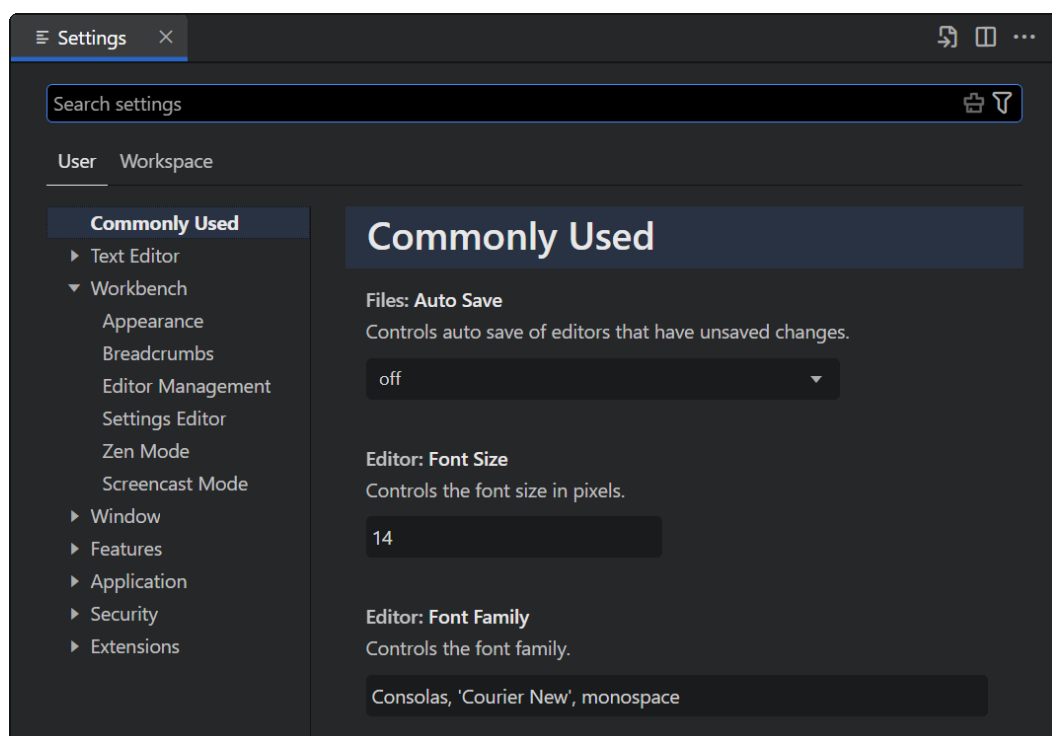 Settings
Search settings
User Workspace
Commonly Used
Text Editor
Workbench
Appearance
Breadcrumbs
Editor Management
Settings Editor
Zen Mode
Screencast Mode
Window
Features
Application
Security
Extensions
Commonly Used
Files: Auto Save
Controls auto save of editors that have unsaved changes.
off
Editor: Font Size
Controls the font size in pixels.
14
Editor: Font Family
Controls the font family.
Consolas, 'Courier New', monospace